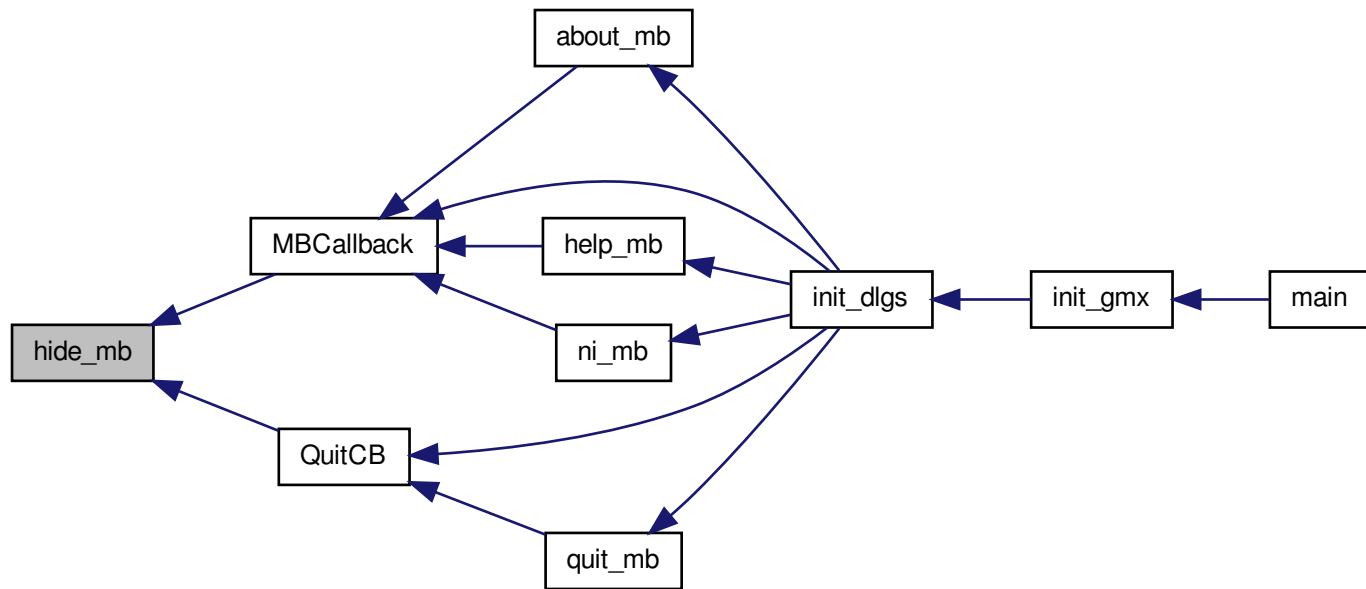 about_mb
MBCallback
help_mb
init_dlgs
init_gmx
main
hide_mb
ni_mb
QuitCB
quit_mb